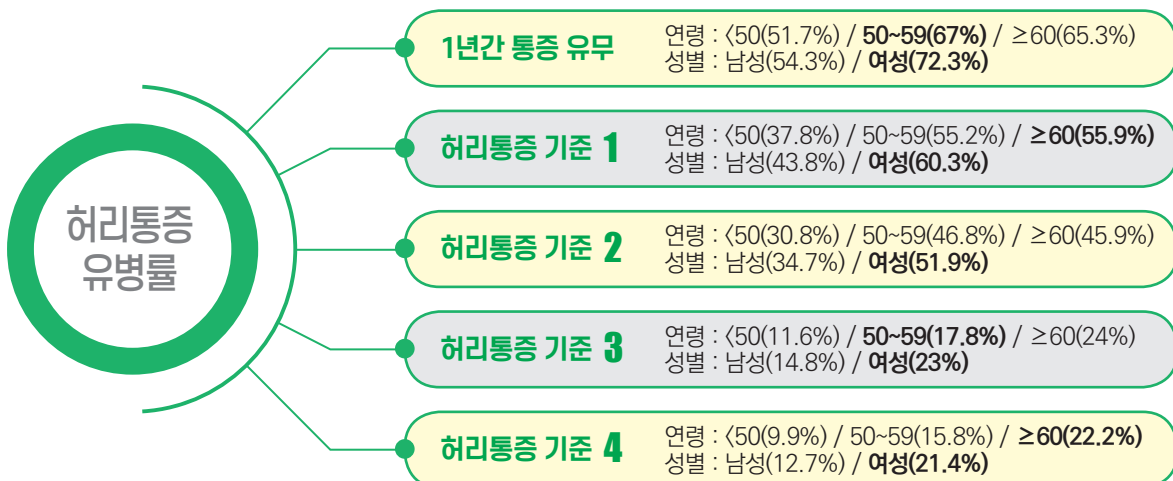 허리통증
유병률
1년간 통증 유무
연령 : 〈50(51.7%) / 50~59(67%) / ≥60(65.3%)
성별 : 남성(54.3%) / 여성(72.3%)
허리통증 기준 1
연령 : 〈50(37.8%) / 50~59(55.2%) / ≥60(55.9%)
성별 : 남성(43.8%) / 여성(60.3%)
허리통증 기준 2
연령 : 〈50(30.8%) / 50~59(46.8%) / ≥60(45.9%)
성별 : 남성(34.7%) / 여성(51.9%)
허리통증 기준 3
연령 : 〈50(11.6%) / 50~59(17.8%) / ≥60(24%)
성별 : 남성(14.8%) / 여성(23%)
허리통증 기준 4
연령 : 〈50(9.9%) / 50~59(15.8%) / ≥60(22.2%)
성별 : 남성(12.7%) / 여성(21.4%)